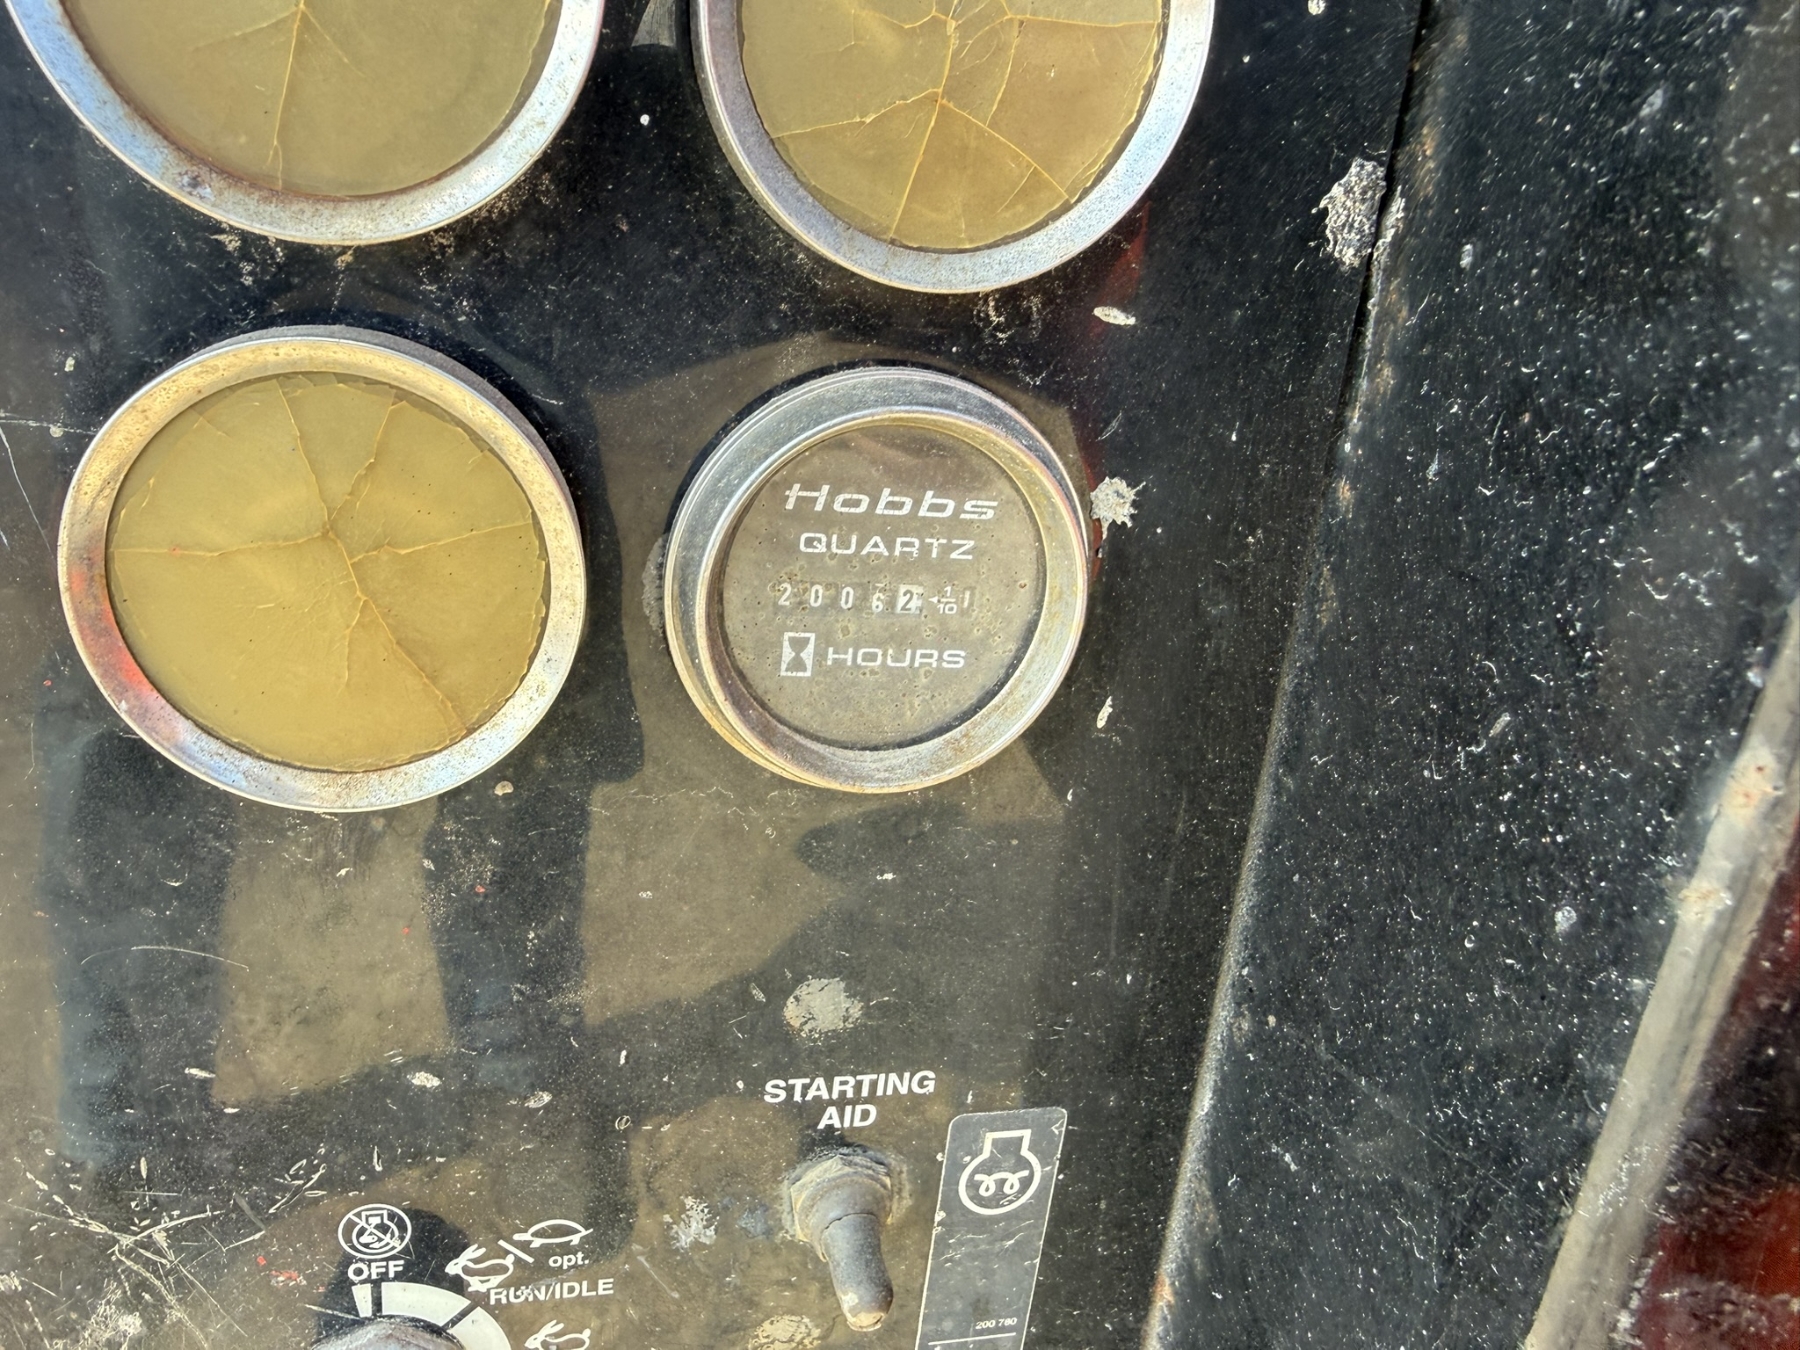 Hobbs
QUARTZ
20062 1/10
HOURS
STARTING
AID
OFF
opt.
RUN/IDLE
200 780